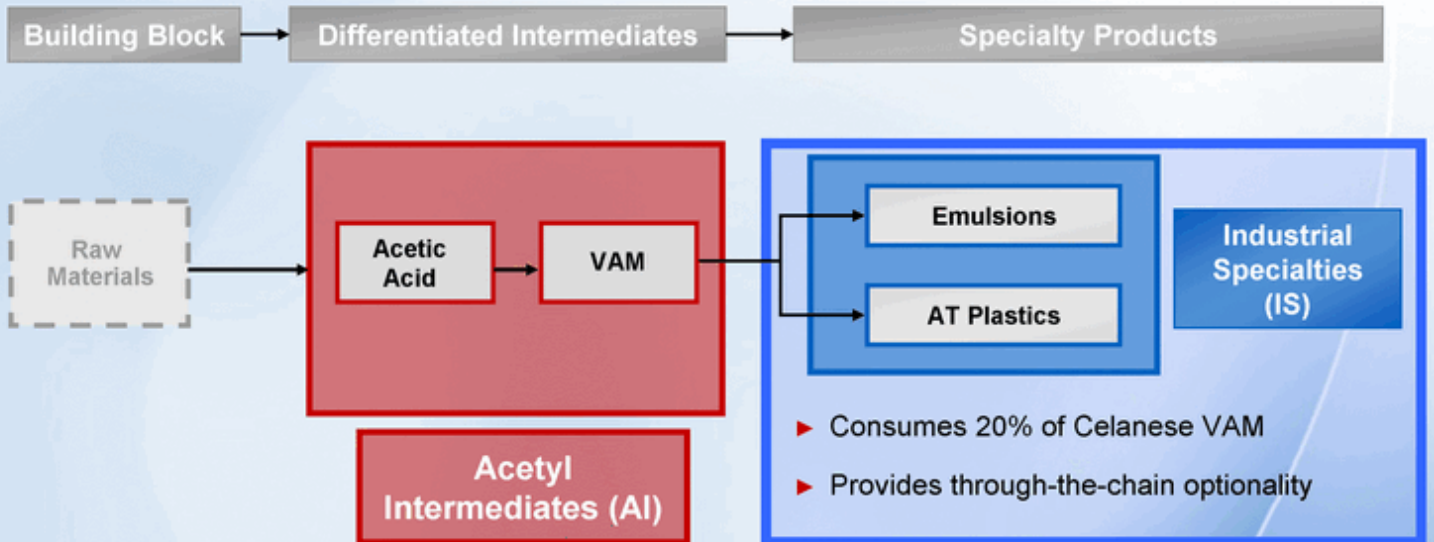 Building Block
Differentiated Intermediates
Specialty Products
Raw
Materials
Acetic
Acid
VAM
Emulsions
AT Plastics
Industrial
Specialties
(IS)
Acetyl
Intermediates (AI)
► Consumes 20% of Celanese VAM
► Provides through-the-chain optionality